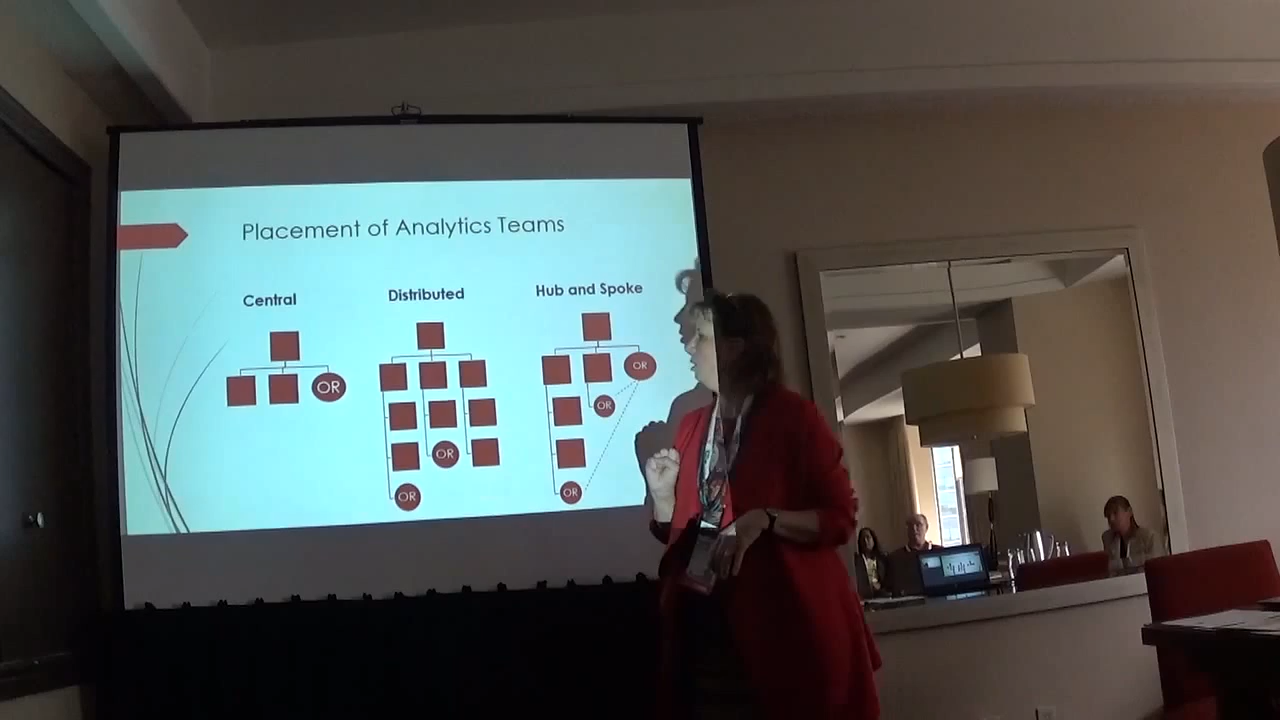 Placement of Analytics Teams
Central
Distributed
Hub and Spoke
OR
OR
OR
OR
OR
OR